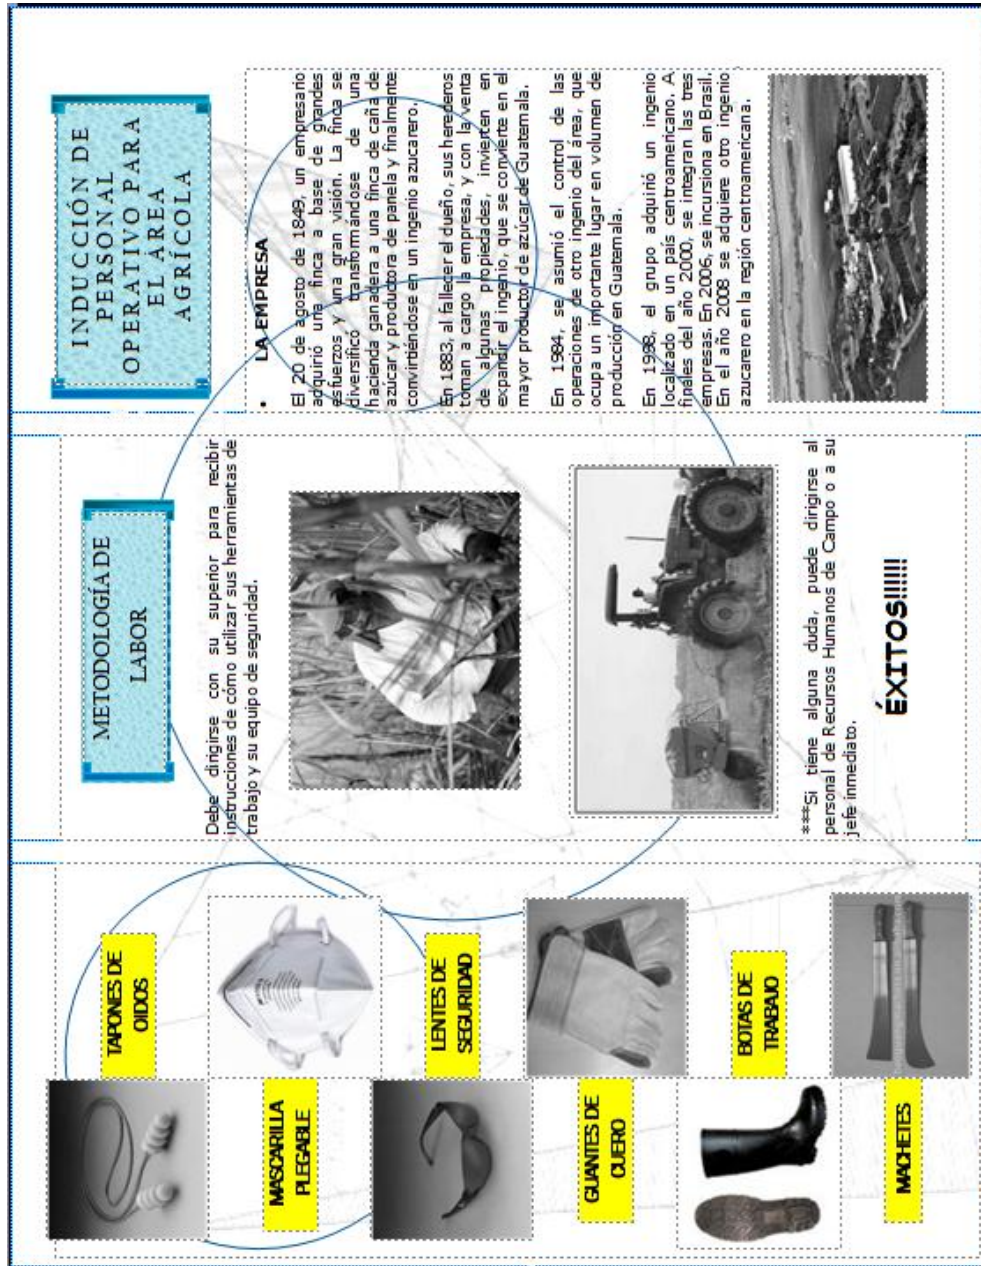 TAPONES DE
OIDOS
MASCARILLA
PLEGABLE
LENTES DE
SEGURIDAD
GUANTES DE
CUERO
BOTAS DE
TRABAJO
MACHETES
METODOLOGÍA DE
LABOR
Debe dirigirse con su superior para recibir
instrucciones de cómo utilizar sus herramientas de
trabajo y su equipo de seguridad.
***Si tiene alguna duda, puede dirigirse al
personal de Recursos Humanos de Campo o a su
jefe inmediato.
ÉXITOS!!!!!!
INDUCCIÓN DE
PERSONAL
OPERATIVO PARA
EL ÁREA
AGRÍCOLA
• LA EMPRESA
El 20 de agosto de 1849, un empresario
adquirió una finca a base de grandes
esfuerzos y una gran visión. La finca se
diversificó transformándose de una
hacienda ganadera a una finca de caña de
azúcar y productora de panela y finalmente
convirtiéndose en un ingenio azucarero.
En 1883, al fallecer el dueño, sus herederos
toman a cargo la empresa, y con la venta
de algunas propiedades, invierten en
expandir el ingenio, que se convierte en el
mayor productor de azúcar de Guatemala.
En 1984, se asumió el control de las
operaciones de otro ingenio del área, que
ocupa un importante lugar en volumen de
producción en Guatemala.
En 1998, el grupo adquirió un ingenio
localizado en un país centroamericano. A
finales del año 2000, se integran las tres
empresas. En 2006, se incursiona en Brasil.
En el año 2008 se adquiere otro ingenio
azucarero en la región centroamericana.